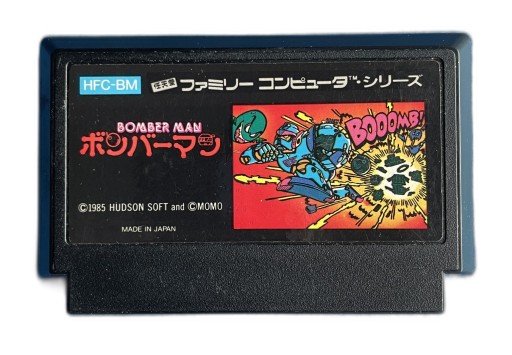 HFC-BM
任天堂 ファミリー コンピュータ™・シリーズ
BOMBER MAN
ボンバーマン
BOOOMB!
©1985 HUDSON SOFT and ©MOMO
MADE IN JAPAN